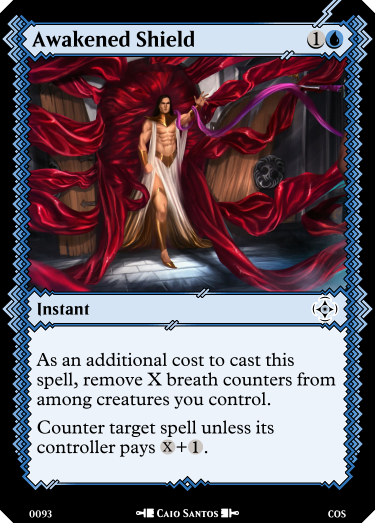 Awakened Shield 1
Instant
As an additional cost to cast this
spell, remove X breath counters from
among creatures you control.
Counter target spell unless its
controller pays X+1.
0093 Caio Santos COS